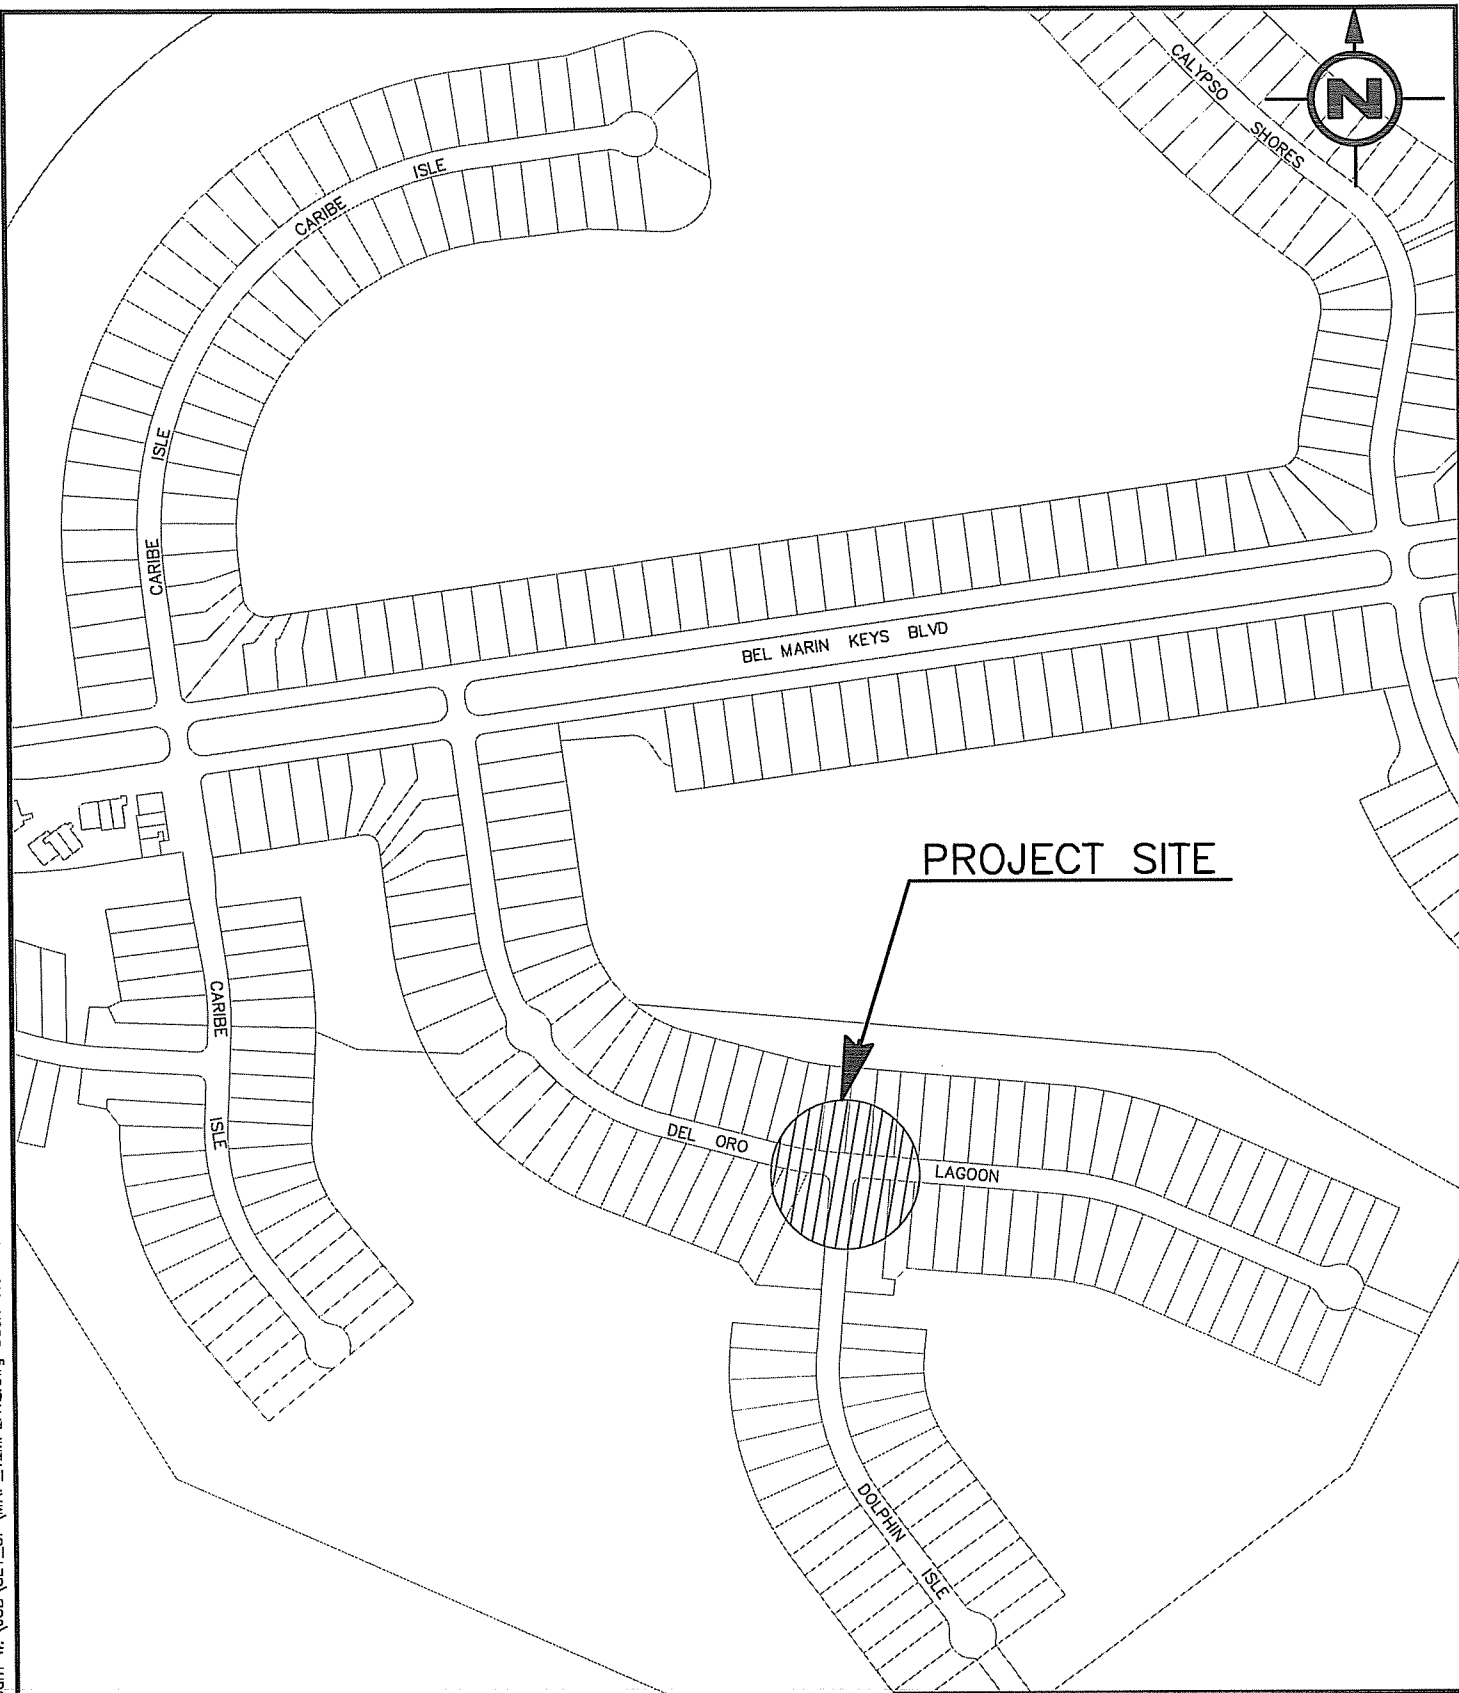 CALYPSO SHORES
N
CARIBE ISLE
CARIBE ISLE
BEL MARIN KEYS BLVD
PROJECT SITE
CARIBE ISLE
DEL ORO LAGOON
DOLPHIN ISLE